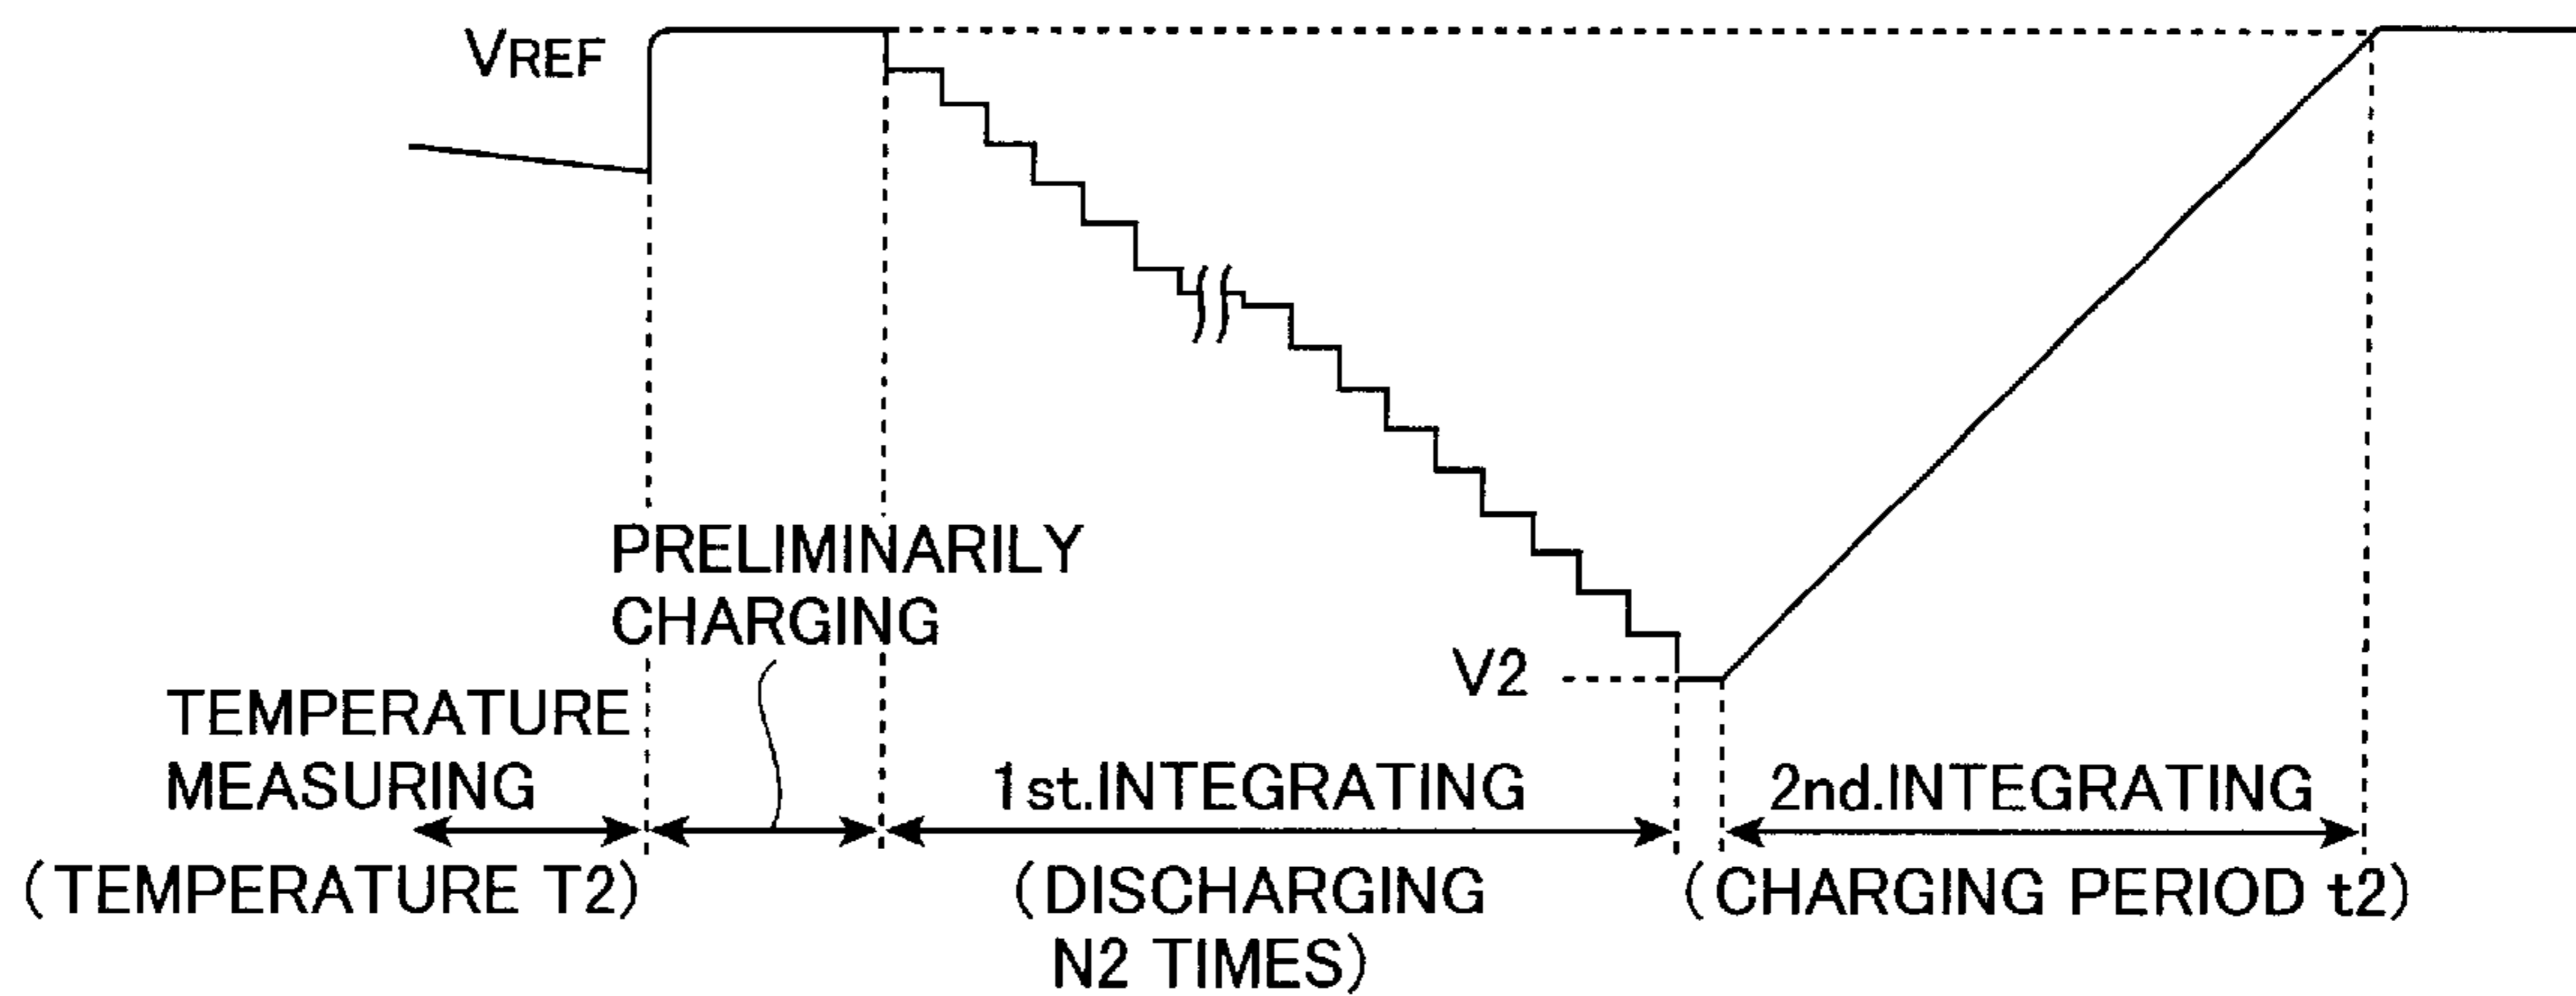 VREF
PRELIMINARILY
CHARGING
V2
TEMPERATURE
MEASURING
1st.INTEGRATING
2nd.INTEGRATING
(TEMPERATURE T2)
(DISCHARGING
N2 TIMES)
(CHARGING PERIOD t2)